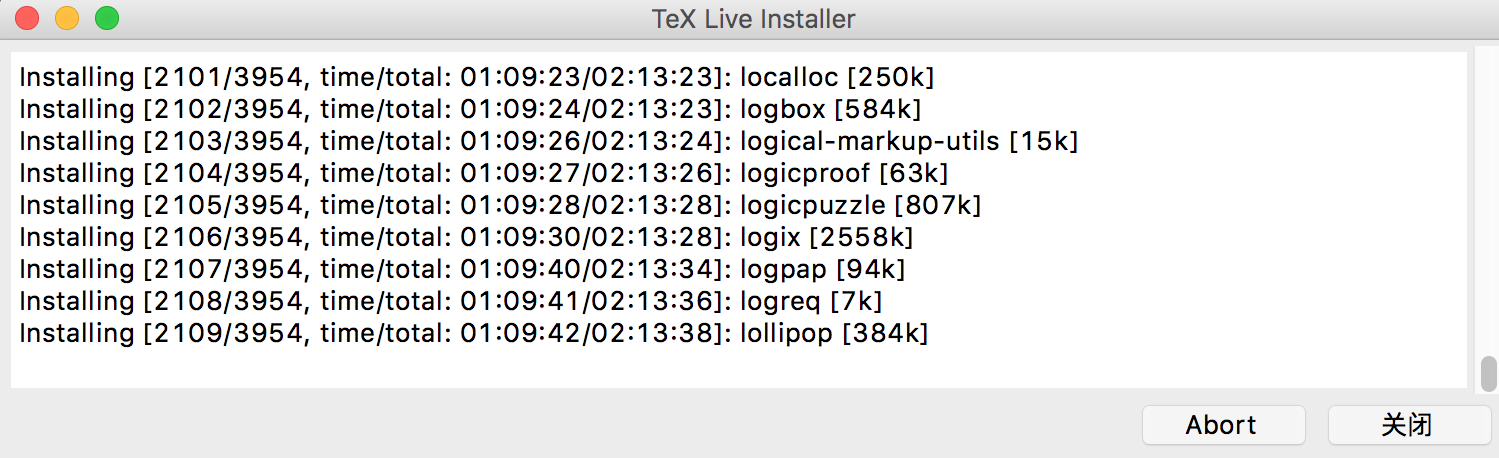 TeX Live Installer
Installing [2101/3954, time/total: 01:09:23/02:13:23]: localloc [250k]
Installing [2102/3954, time/total: 01:09:24/02:13:23]: logbox [584k]
Installing [2103/3954, time/total: 01:09:26/02:13:24]: logical-markup-utils [15k]
Installing [2104/3954, time/total: 01:09:27/02:13:26]: logicproof [63k]
Installing [2105/3954, time/total: 01:09:28/02:13:28]: logicpuzzle [807k]
Installing [2106/3954, time/total: 01:09:30/02:13:28]: logix [2558k]
Installing [2107/3954, time/total: 01:09:40/02:13:34]: logpap [94k]
Installing [2108/3954, time/total: 01:09:41/02:13:36]: logreq [7k]
Installing [2109/3954, time/total: 01:09:42/02:13:38]: lollipop [384k]
Abort 关闭